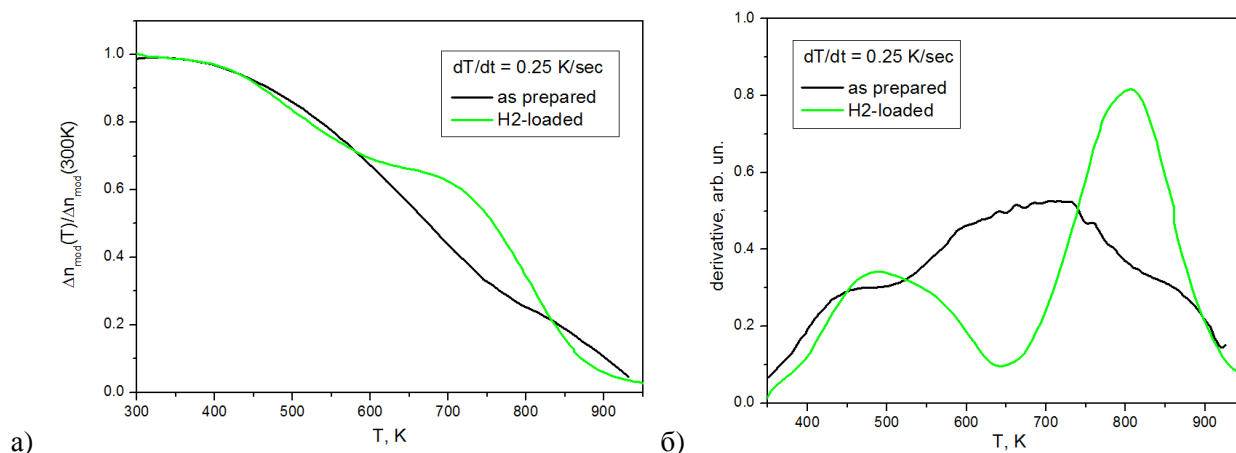 1.0
0.8
0.6
0.4
0.2
0.0
300 400 500 600 700 800 900
T, K
Δn_mod(T)/Δn_mod(300K)
dT/dt = 0.25 K/sec
as prepared
H2-loaded
а)
1.0
0.8
0.6
0.4
0.2
0.0
400 500 600 700 800 900
T, K
derivative, arb. un.
dT/dt = 0.25 K/sec
as prepared
H2-loaded
б)